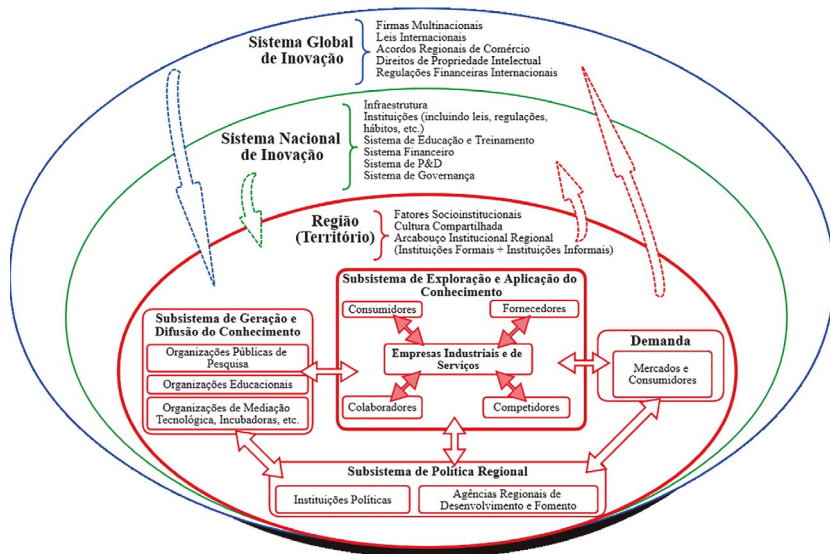 Sistema Global
de Inovação
Firmas Multinacionais
Leis Internacionais
Acordos Regionais de Comércio
Direitos de Propriedade Intelectual
Regulações Financeiras Internacionais
Sistema Nacional
de Inovação
Infraestrutura
Instituições (incluindo leis, regulações,
hábitos, etc.)
Sistema de Educação e Treinamento
Sistema Financeiro
Sistema de P&D
Sistema de Governança
Região
(Território)
Fatores Socioinstitucionais
Cultura Compartilhada
Arcabouço Institucional Regional
(Instituições Formais + Instituições Informais)
Subsistema de Geração e
Difusão do Conhecimento
Organizações Públicas de
Pesquisa
Organizações Educacionais
Organizações de Mediação
Tecnológica, Incubadoras, etc.
Subsistema de Exploração e Aplicação do
Conhecimento
Consumidores
Fornecedores
Empresas Industriais e de
Serviços
Colaboradores
Competidores
Demanda
Mercados e
Consumidores
Subsistema de Política Regional
Instituições Políticas
Agências Regionais de
Desenvolvimento e Fomento